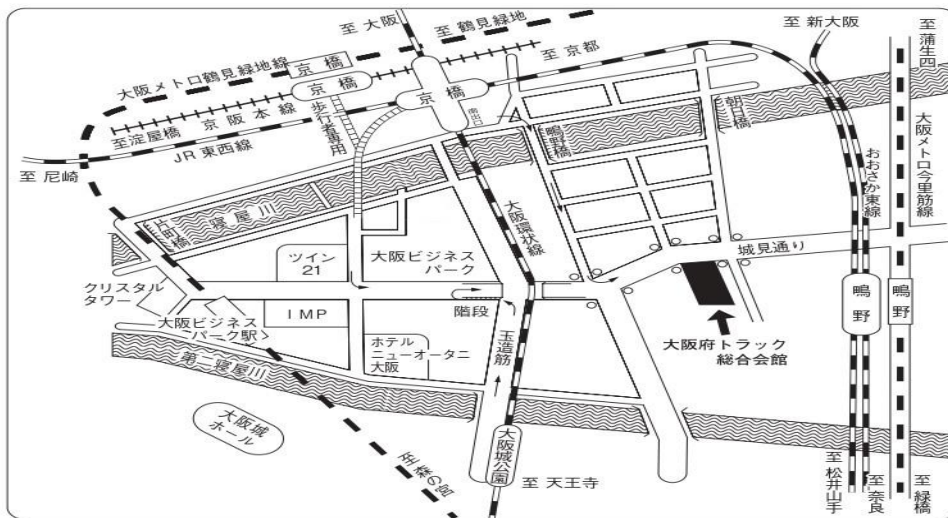 至 大阪
至 鶴見緑地
至 新大阪
至 蒲生四
大阪メトロ鶴見緑地線
京橋
至 京都
京橋
京橋
至 淀屋橋
京阪本線
歩行者専用
南出口
鴫野橋
朝日橋
JR 東西線
至 尼崎
おおさか東線
大阪メトロ今里筋線
片町橋
寝屋川
大阪環状線
城見通り
ツイン
21
大阪ビジネス
パーク
クリスタル
タワー
階段
鴫野
鴫野
大阪ビジネス
パーク駅
IMP
玉造筋
大阪府トラック
総合会館
ホテル
ニューオータニ
大阪
第二寝屋川
大阪城
ホール
大阪城公園
至 森の宮
至 天王寺
至 松井山手
至 奈良
至 緑橋